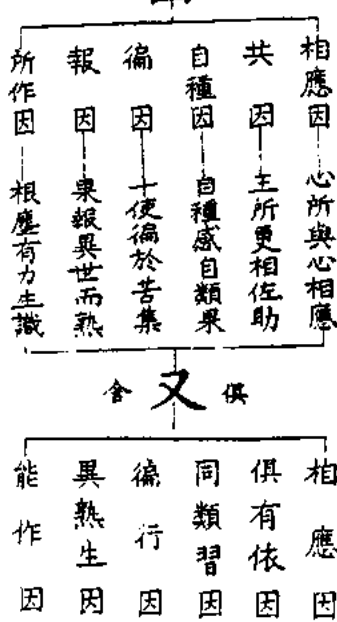 相應因 心所與心相應
共因 王所更相佐助
自種因 自種感自類果
徧因 十使徧於苦集
報因 果報異世而熟
所作因 根塵有力生識
俱
又
舍
相應因
俱有依因
同類習因
徧行因
異熟生因
能作因